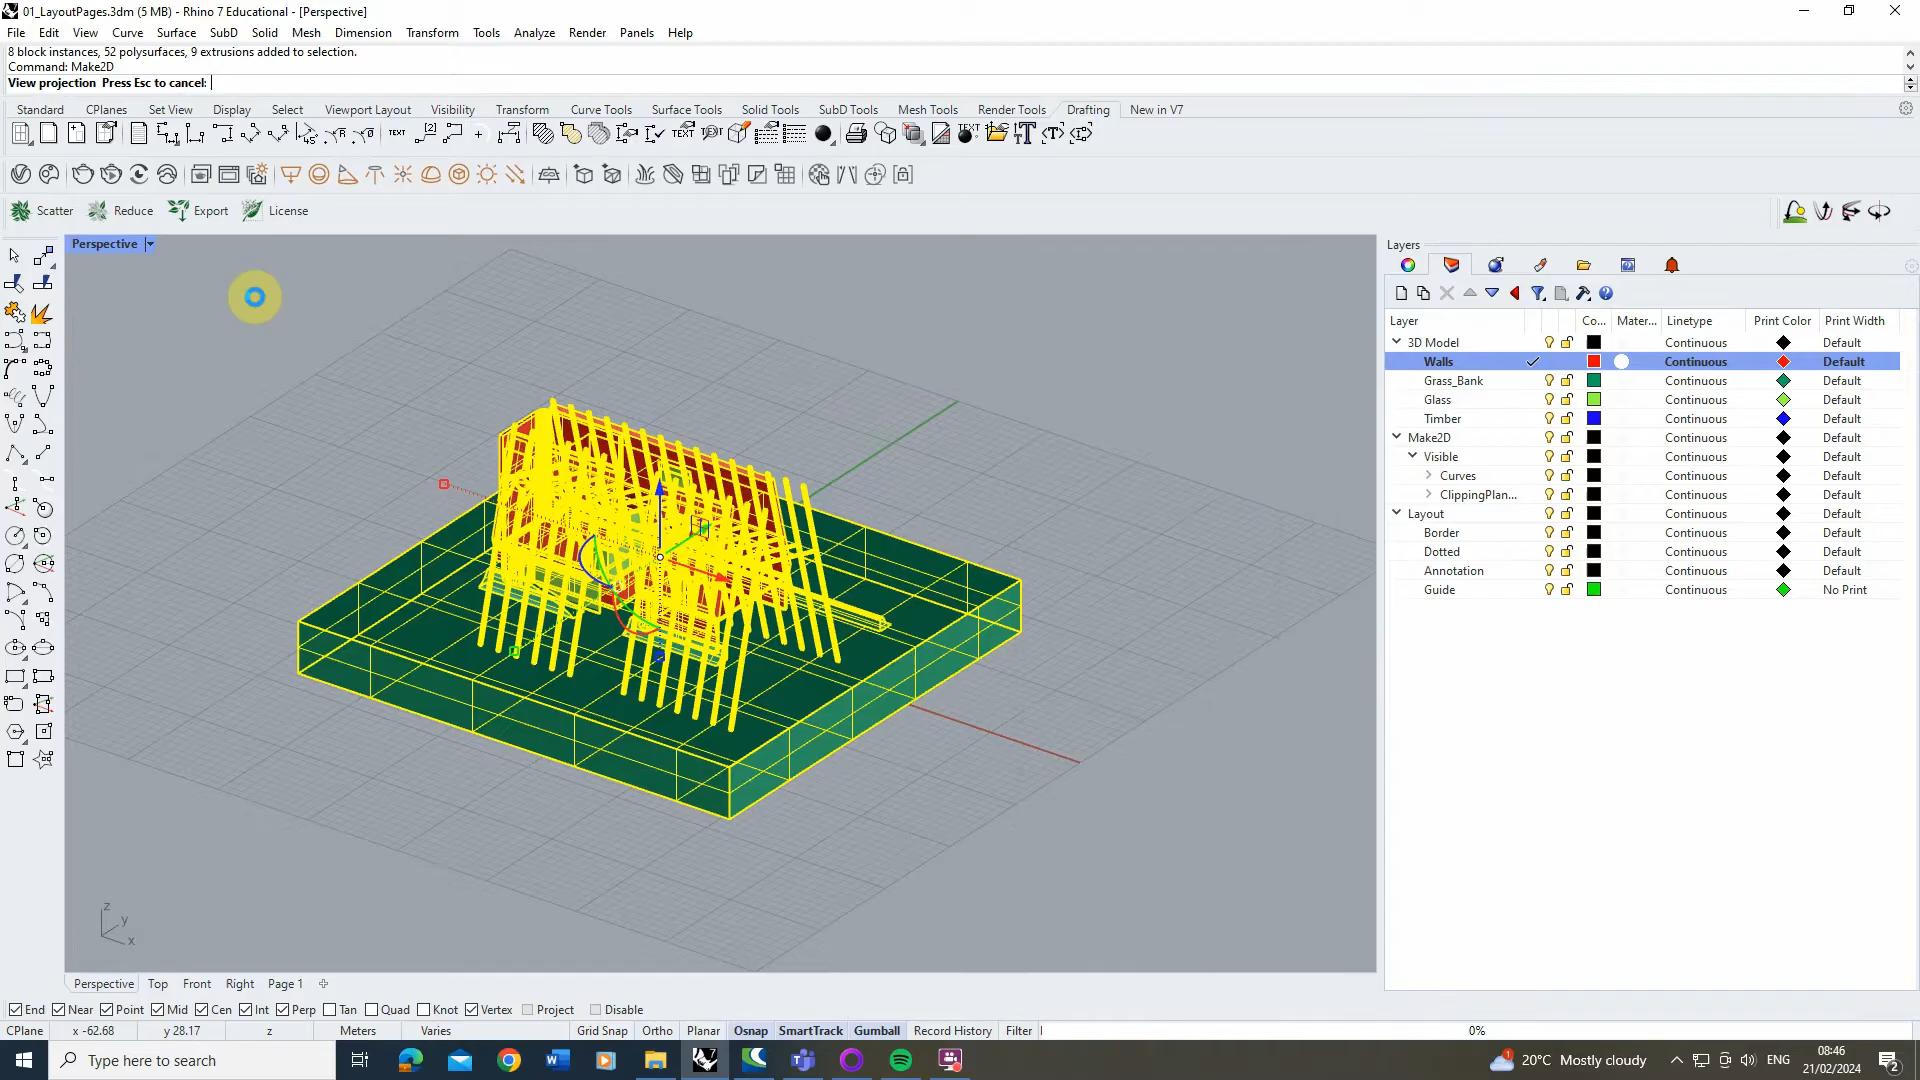 01_LayoutPages.3dm (5 MB) - Rhino 7 Educational - [Perspective]
File Edit View Curve Surface SubD Solid Mesh Dimension Transform Tools Analyze Render Panels Help
8 block instances, 52 polysurfaces, 9 extrusions added to selection.
Command: Make2D
View projection Press Esc to cancel:
Standard CPlanes Set View Display Select Viewport Layout Visibility Transform Curve Tools Surface Tools Solid Tools SubD Tools Mesh Tools Render Tools Drafting New in V7
Scatter Reduce Export License
Perspective
Layers
Layer Co... Mater... Linetype Print Color Print Width
3D Model Continuous Default
Walls Continuous Default
Grass_Bank Continuous Default
Glass Continuous Default
Timber Continuous Default
Make2D Continuous Default
Visible Continuous Default
Curves Continuous Default
ClippingPlan... Continuous Default
Layout Continuous Default
Border Continuous Default
Dotted Continuous Default
Annotation Continuous Default
Guide Continuous No Print
z
y
x
Perspective Top Front Right Page 1
End Near Point Mid Cen Int Perp Tan Quad Knot Vertex Project Disable
CPlane x -62.68 y 28.17 z Meters Varies Grid Snap Ortho Planar Osnap SmartTrack Gumball Record History Filter 0%
Type here to search
20°C Mostly cloudy
ENG
08:46
21/02/2024